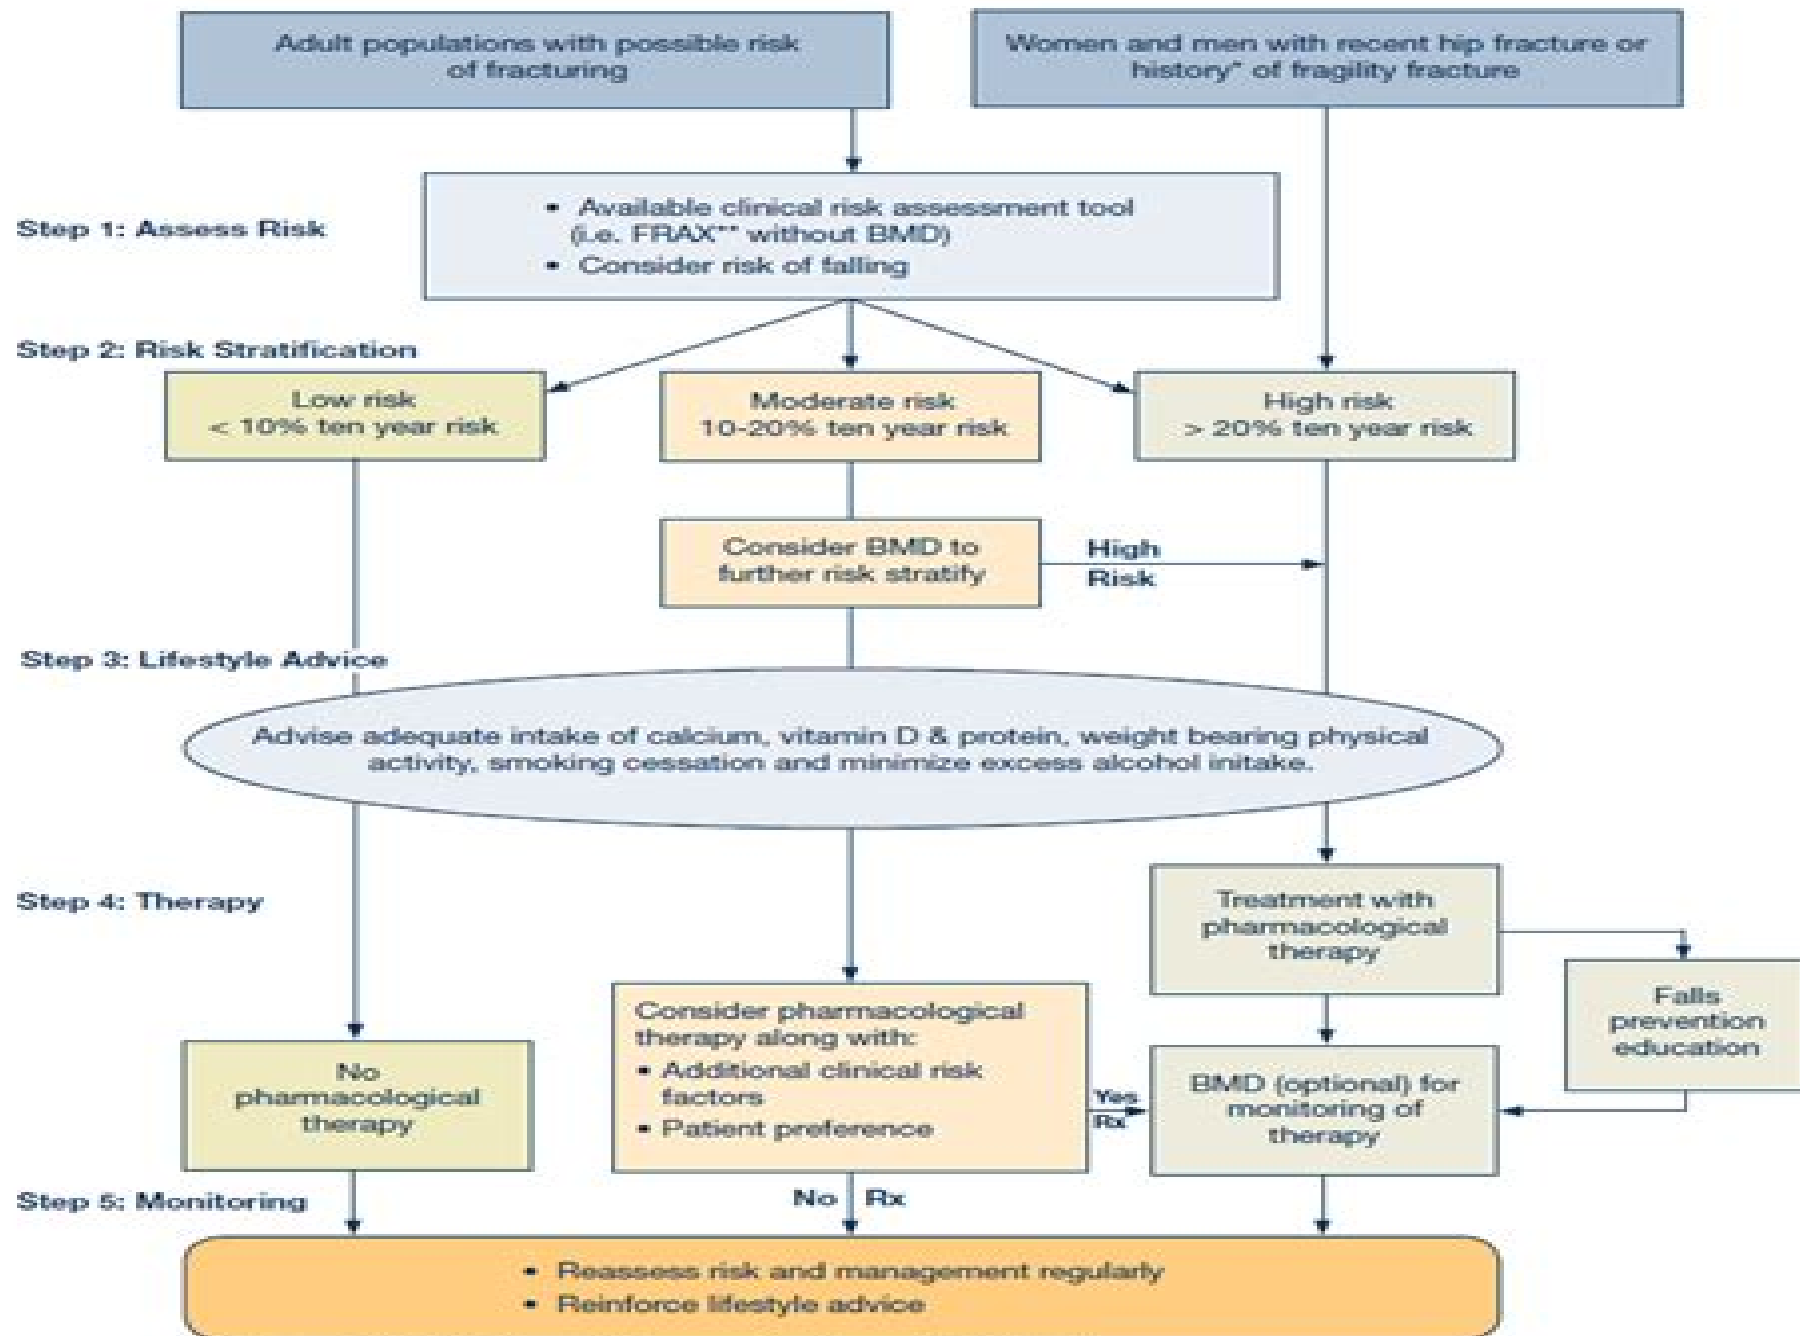 Adult populations with possible risk
of fracturing
Women and men with recent hip fracture or
history* of fragility fracture
Step 1: Assess Risk
• Available clinical risk assessment tool
(i.e. FRAX** without BMD)
• Consider risk of falling
Step 2: Risk Stratification
Low risk
< 10% ten year risk
Moderate risk
10-20% ten year risk
High risk
> 20% ten year risk
Consider BMD to
further risk stratify
High
Risk
Step 3: Lifestyle Advice
Advise adequate intake of calcium, vitamin D & protein, weight bearing physical
activity, smoking cessation and minimize excess alcohol initake.
Step 4: Therapy
Treatment with
pharmacological
therapy
Falls
prevention
education
No
pharmacological
therapy
Consider pharmacological
therapy along with:
• Additional clinical risk
factors
• Patient preference
Yes
Rx
BMD (optional) for
monitoring of
therapy
Step 5: Monitoring
No Rx
• Reassess risk and management regularly
• Reinforce lifestyle advice